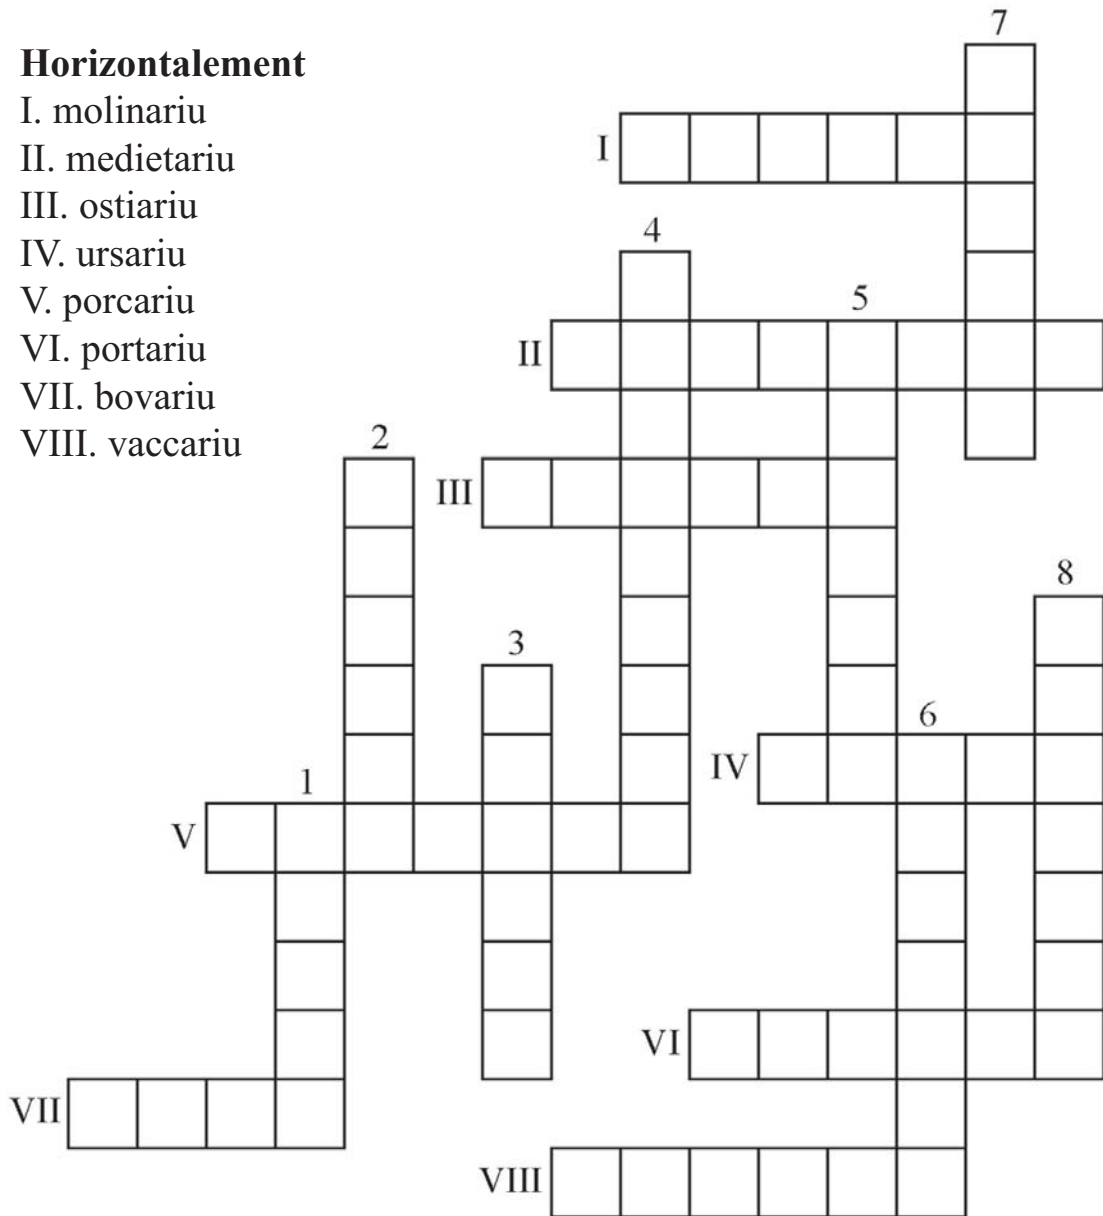 7
Horizontalement
I. molinariu
I
II. medietariu
III. ostiariu
4
IV. ursariu
V. porcariu
5
VI. portariu
II
VII. bovariu
VIII. vaccariu
2
III
8
3
6
IV
1
V
VI
VII
VIII